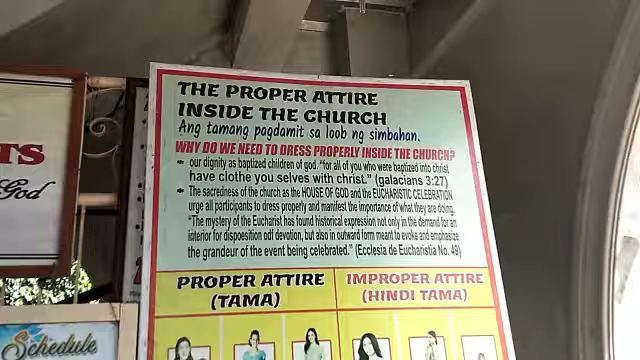 THE PROPER ATTIRE
INSIDE THE CHURCH
Ang tamang pagdamit sa loob ng simbahan.
WHY DO WE NEED TO DRESS PROPERLY INSIDE THE CHURCH?
our dignity as baptized children of god. "for all of you who were baptized into christ
have clothe you selves with christ." (galacians 3:27)
The sacredness of the church as the HOUSE OF GOD and the EUCHARISTIC CELEBRATION
urge all participants to dress properly and manifest the importance of what they are doing.
"The mystery of the Eucharist has found historical expression not only in the demand for an
interior for disposeition odf devotion, but also in outward form meant to evoke and emphasize
the grandeur of the event being celebrated." (Ecclesia de Eucharistia No. 49)
PROPER ATTIRE
(TAMA)
IMPROPER ATTIRE
(HINDI TAMA)
TS
God
Schedule